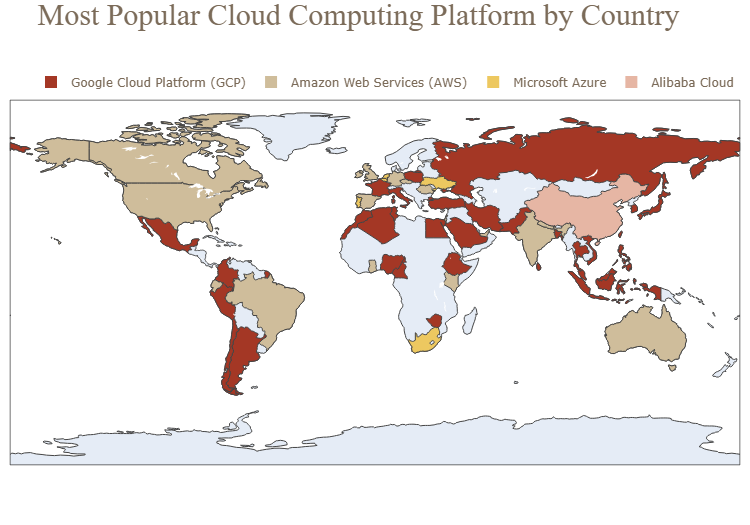 Most Popular Cloud Computing Platform by Country
Google Cloud Platform (GCP) Amazon Web Services (AWS) Microsoft Azure Alibaba Cloud